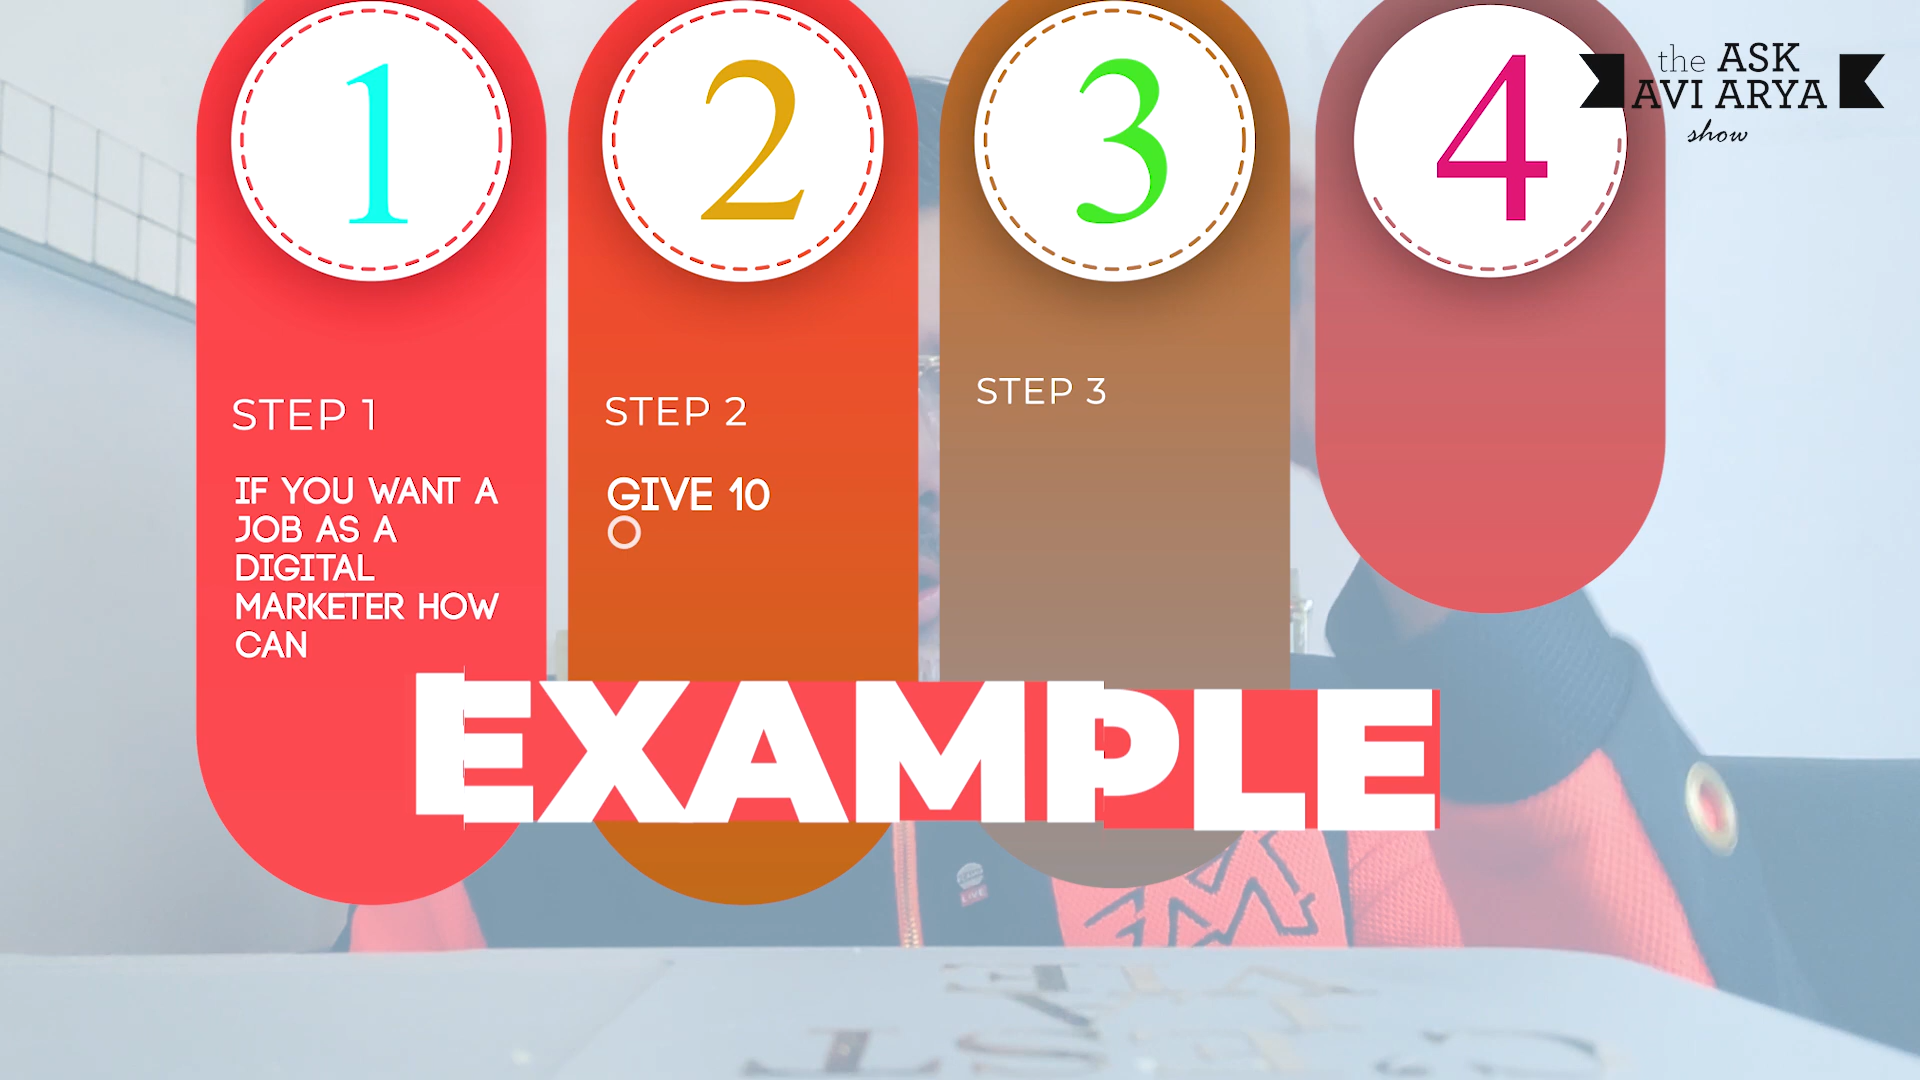 1
2
3
4
the ASK
AVI ARYA
show
STEP 1
IF YOU WANT A
JOB AS A
DIGITAL
MARKETER HOW
CAN
STEP 2
GIVE 10
O
STEP 3
EXAMPLE